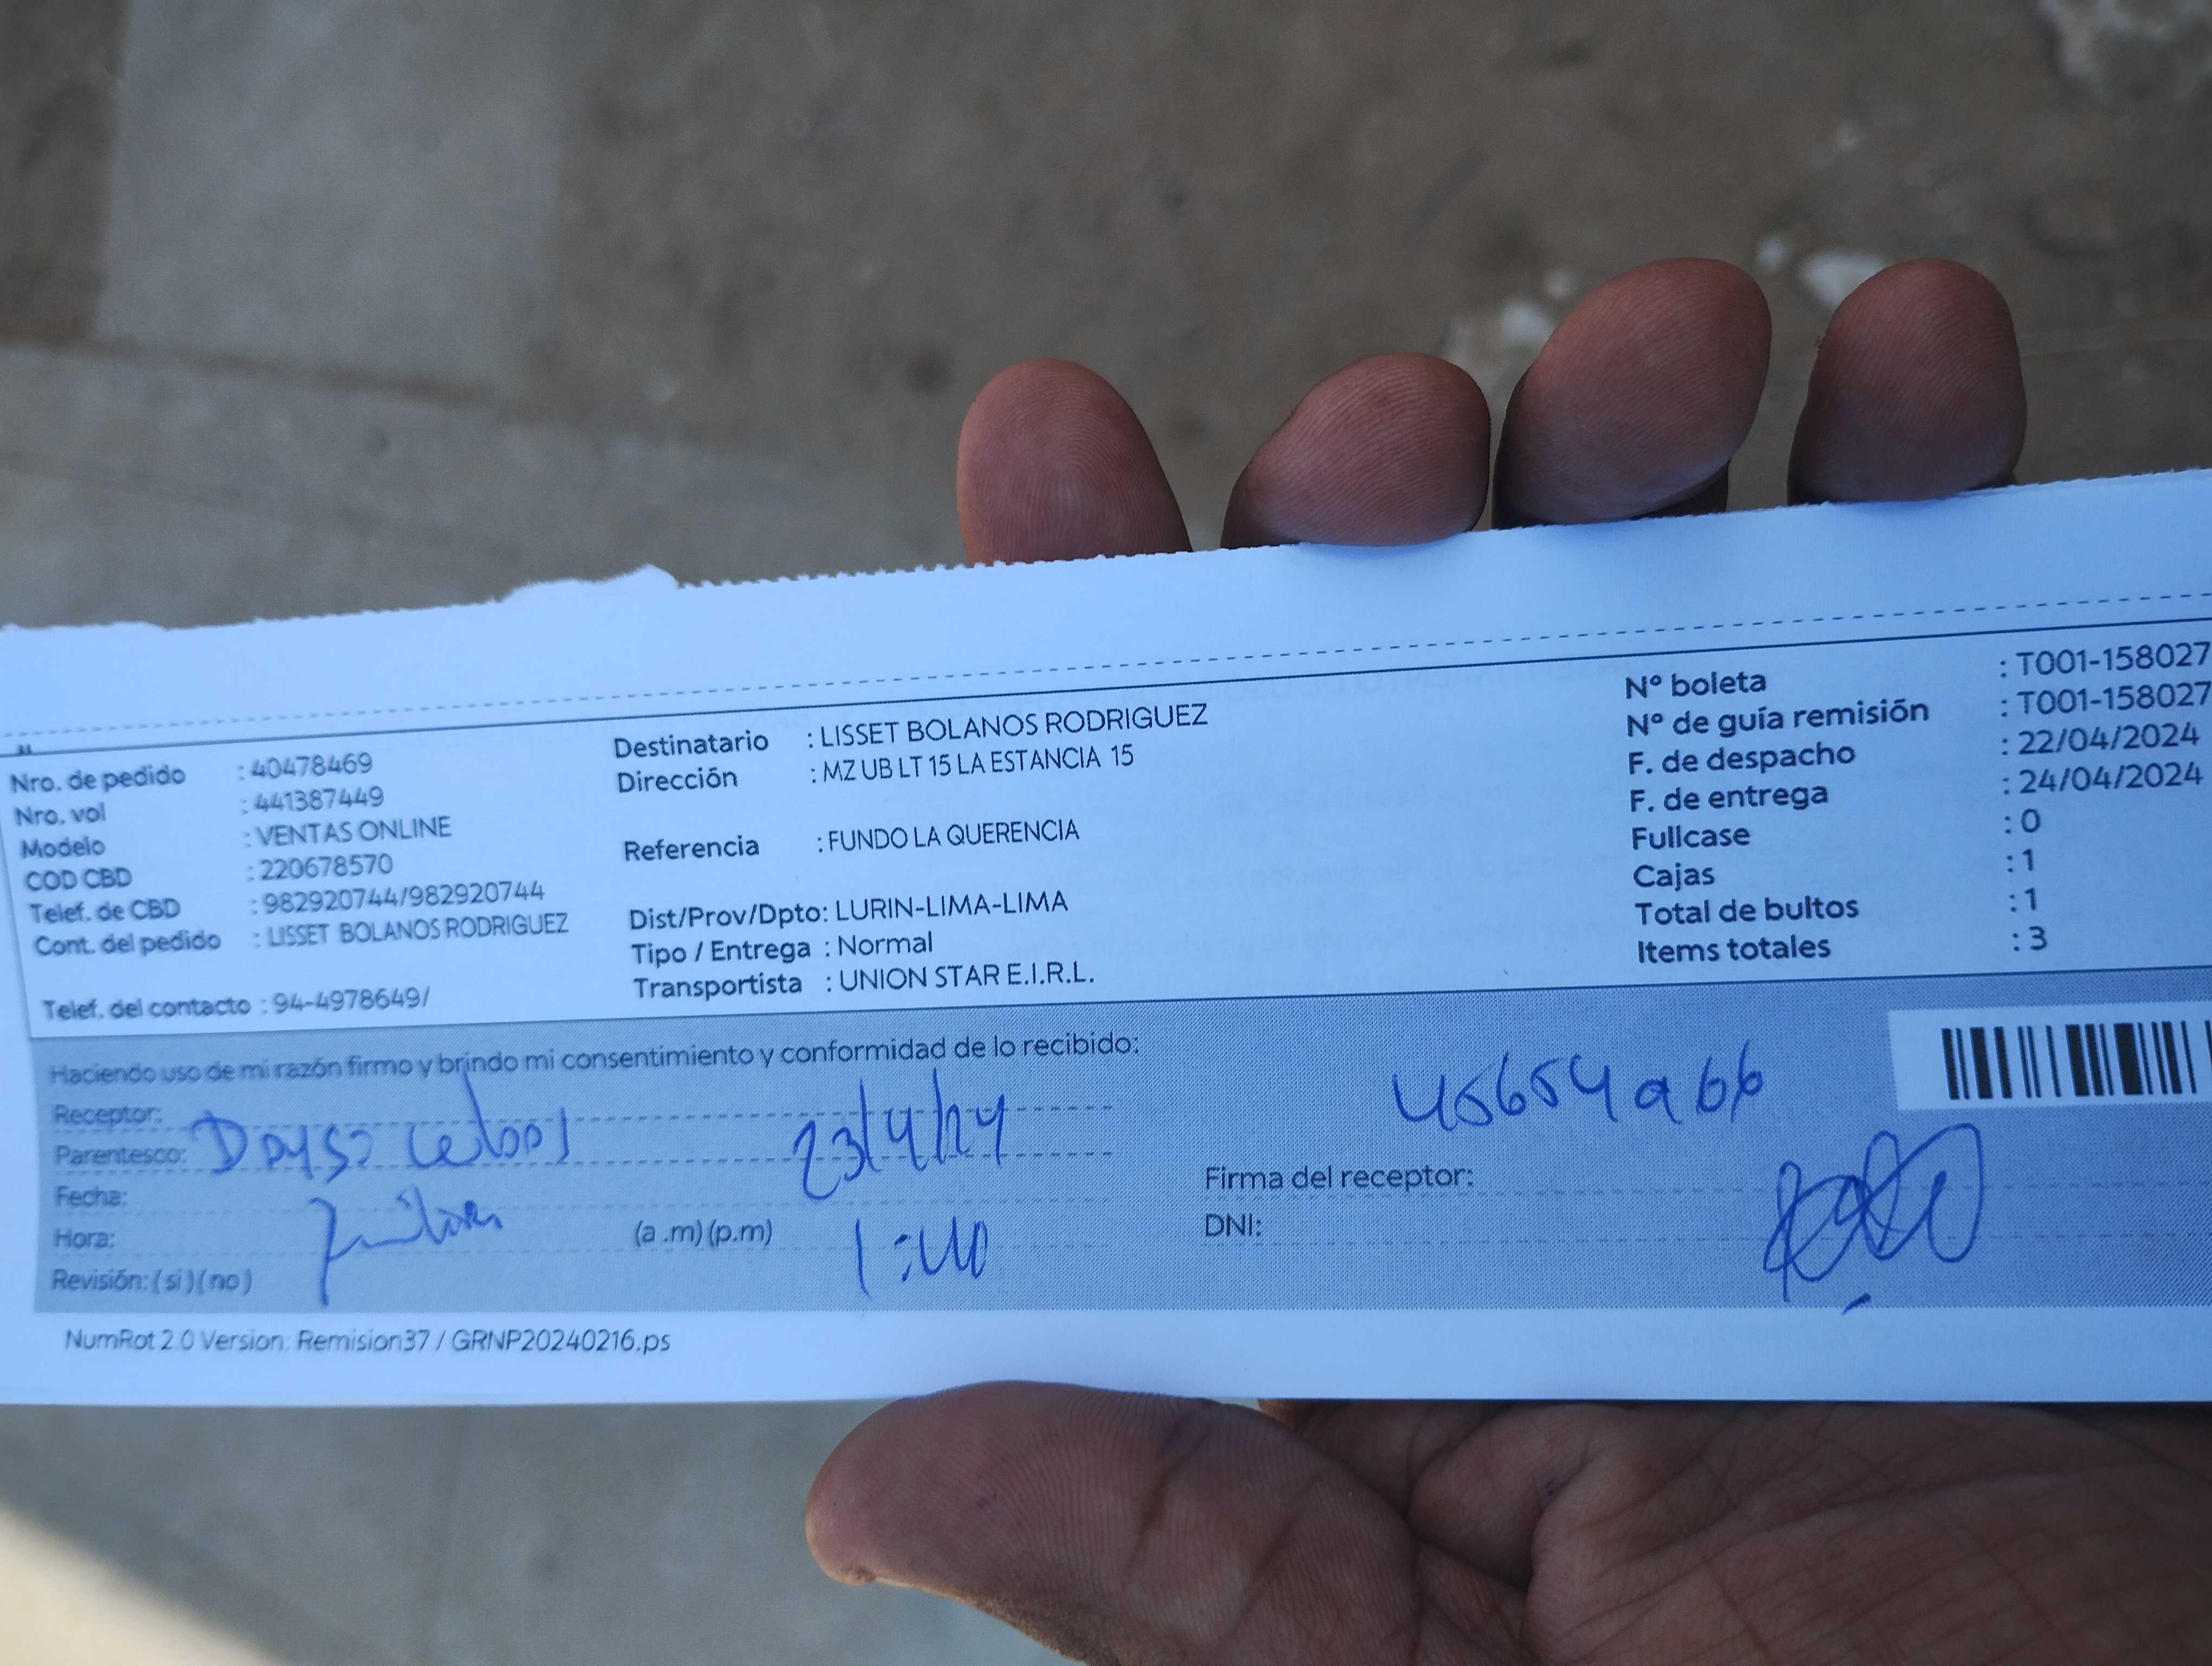 Nro. de pedido : 40478469
Nro. vol : 441387449
Modelo : VENTAS ONLINE
COD CBD : 220678570
Telef. de CBD : 982920744/982920744
Cont. del pedido : LISSET BOLANOS RODRIGUEZ
Telef. del contacto : 94-4978649/
Destinatario : LISSET BOLANOS RODRIGUEZ
Dirección : MZ UB LT 15 LA ESTANCIA 15
Referencia : FUNDO LA QUERENCIA
Dist/Prov/Dpto: LURIN-LIMA-LIMA
Tipo / Entrega : Normal
Transportista : UNION STAR E.I.R.L.
Nº boleta : T001-158027
Nº de guía remisión : T001-158027
F. de despacho : 22/04/2024
F. de entrega : 24/04/2024
Fullcase : 0
Cajas : 1
Total de bultos : 1
Items totales : 3
Haciendo uso de mi razón firmo y brindo mi consentimiento y conformidad de lo recibido:
Receptor:
Parentesco: 23/4/24
Fecha:
Hora: (a .m) (p.m) 1:40
Revisión: ( si ) ( no )
Firma del receptor:
DNI:
NumRot 2.0 Version: Remision37 / GRNP20240216.ps